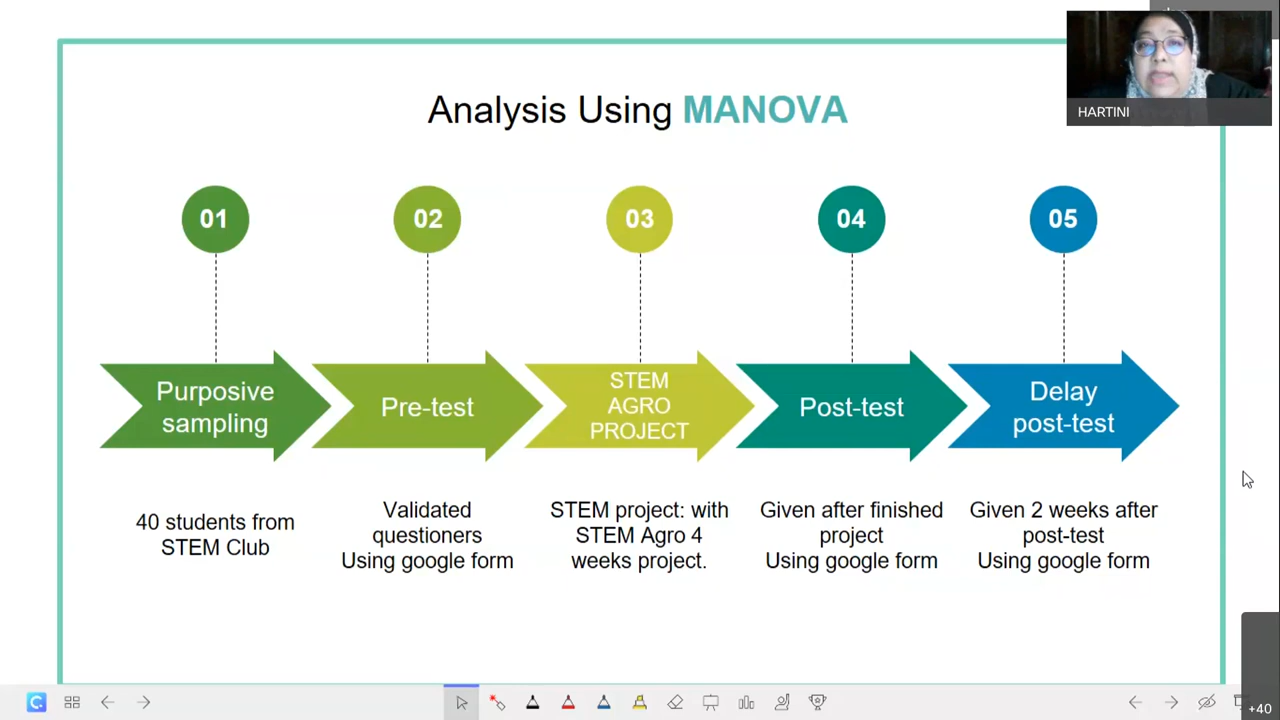 HARTINI
Analysis Using MANOVA
01
02
03
04
05
Purposive
sampling
Pre-test
STEM
AGRO
PROJECT
Post-test
Delay
post-test
40 students from
STEM Club
Validated
questioners
Using google form
STEM project: with
STEM Agro 4
weeks project.
Given after finished
project
Using google form
Given 2 weeks after
post-test
Using google form
+40